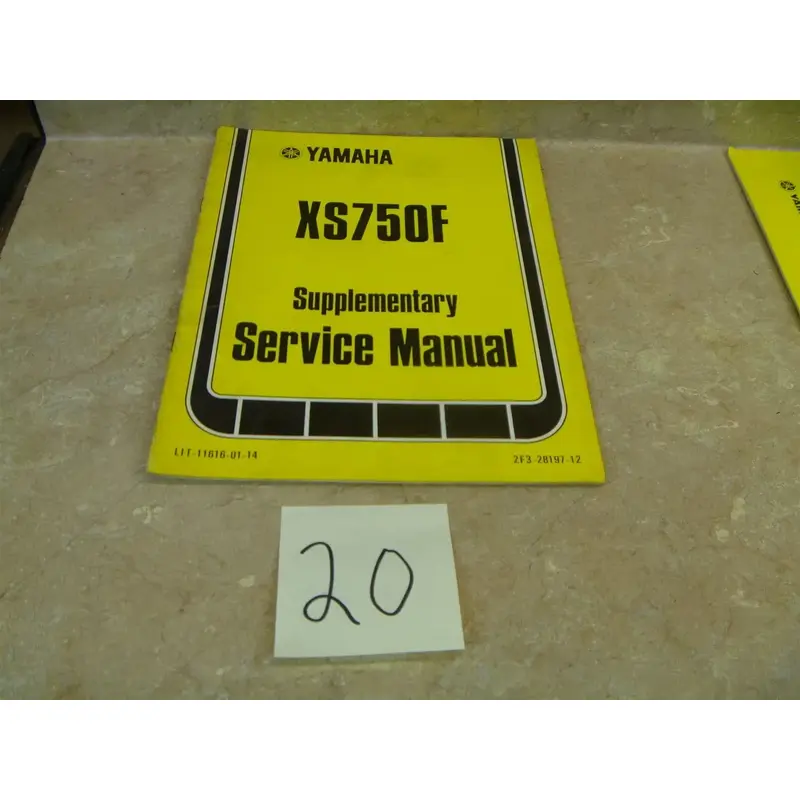 YAMAHA
XS750F
Supplementary
Service Manual
LIT-11616-01-14
2F3-28197-12
20